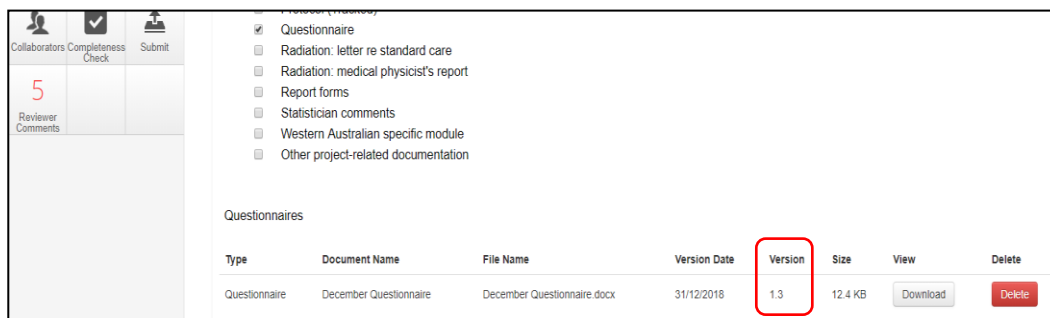 Collaborators Completeness Check Submit
5
Reviewer Comments
Questionnaire
Radiation: letter re standard care
Radiation: medical physicist's report
Report forms
Statistician comments
Western Australian specific module
Other project-related documentation
Questionnaires
Type Document Name File Name Version Date Version Size View Delete
Questionnaire December Questionnaire December Questionnaire.docx 31/12/2018 1.3 12.4 KB Download Delete